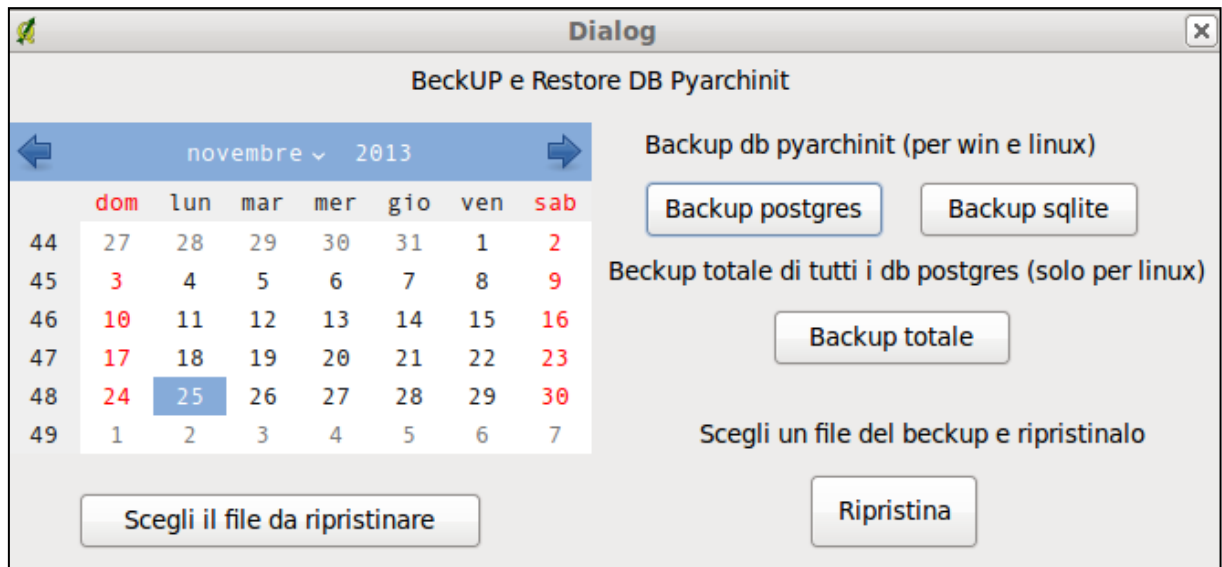 Dialog
BeckUP e Restore DB Pyarchinit
novembre 2013
dom lun mar mer gio ven sab
44 27 28 29 30 31 1 2
45 3 4 5 6 7 8 9
46 10 11 12 13 14 15 16
47 17 18 19 20 21 22 23
48 24 25 26 27 28 29 30
49 1 2 3 4 5 6 7
Scegli il file da ripristinare
Backup db pyarchinit (per win e linux)
Backup postgres Backup sqlite
Beckup totale di tutti i db postgres (solo per linux)
Backup totale
Scegli un file del beckup e ripristinalo
Ripristina